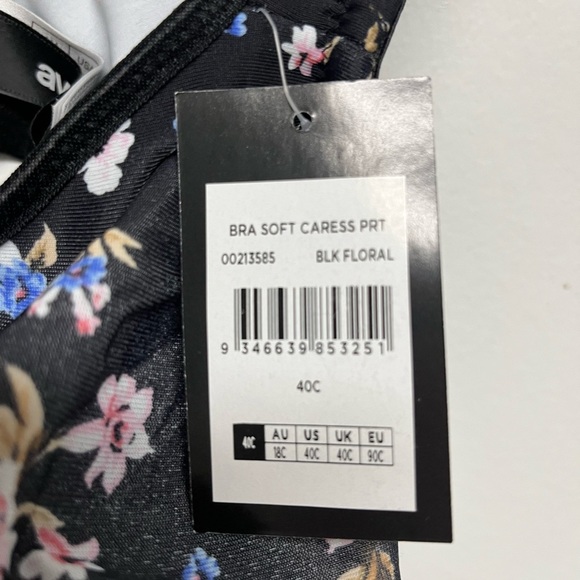 av
BRA SOFT CARESS PRT
00213585 BLK FLORAL
9 346639 853251
40C
40C AU US UK EU
18C 40C 40C 90C